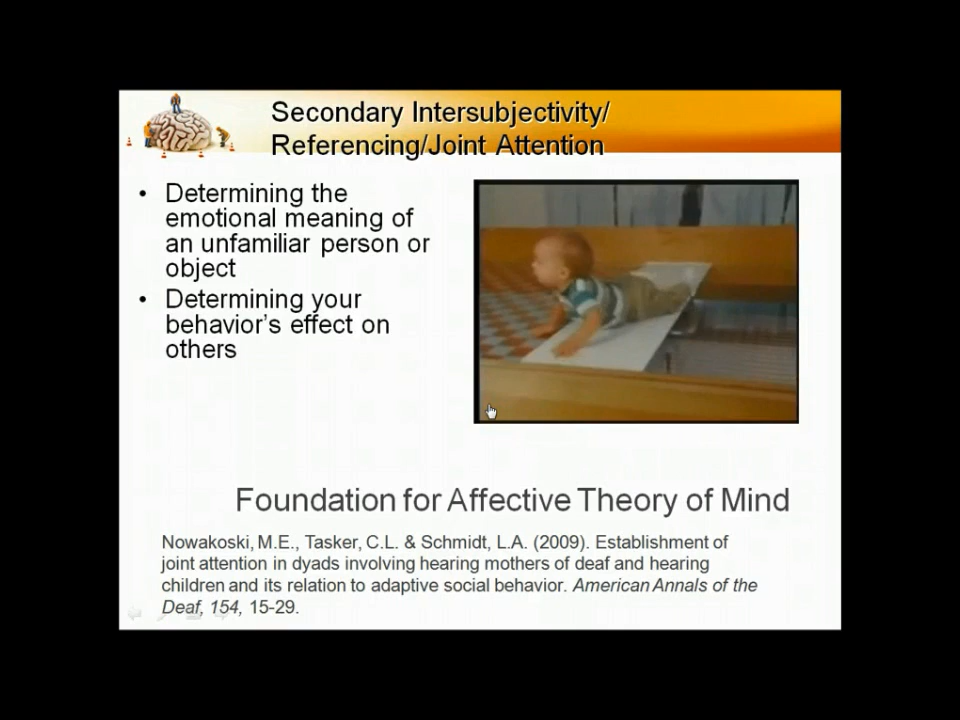 Secondary Intersubjectivity/
Referencing/Joint Attention
• Determining the
emotional meaning of
an unfamiliar person or
object
• Determining your
behavior's effect on
others
Foundation for Affective Theory of Mind
Nowakoski, M.E., Tasker, C.L. & Schmidt, L.A. (2009). Establishment of
joint attention in dyads involving hearing mothers of deaf and hearing
children and its relation to adaptive social behavior. American Annals of the
Deaf, 154, 15-29.